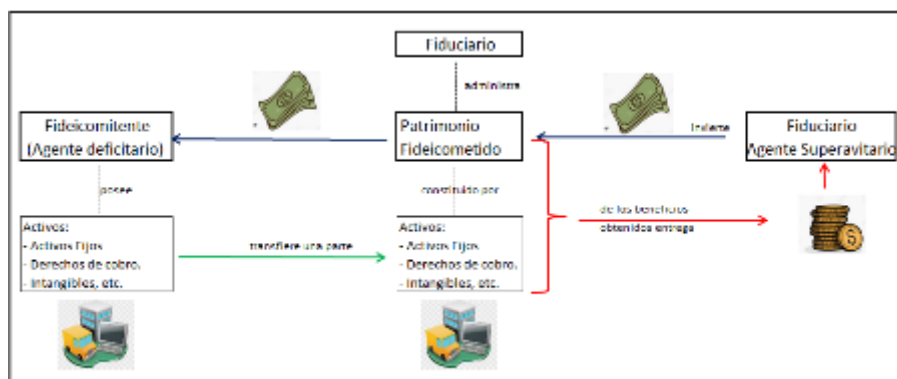 Fiduciario
administra
Fideicomitente
(Agente deficitario)
Patrimonio
Fideicometido
Invierte
Fiduciario
Agente Superavitario
posee
constituido por
de los beneficios
obtenidos entrega
Activos:
- Activos Fijos
- Derechos de cobro.
- Intangibles, etc.
transfiere una parte
Activos:
- Activos Fijos
- Derechos de cobro.
- Intangibles, etc.